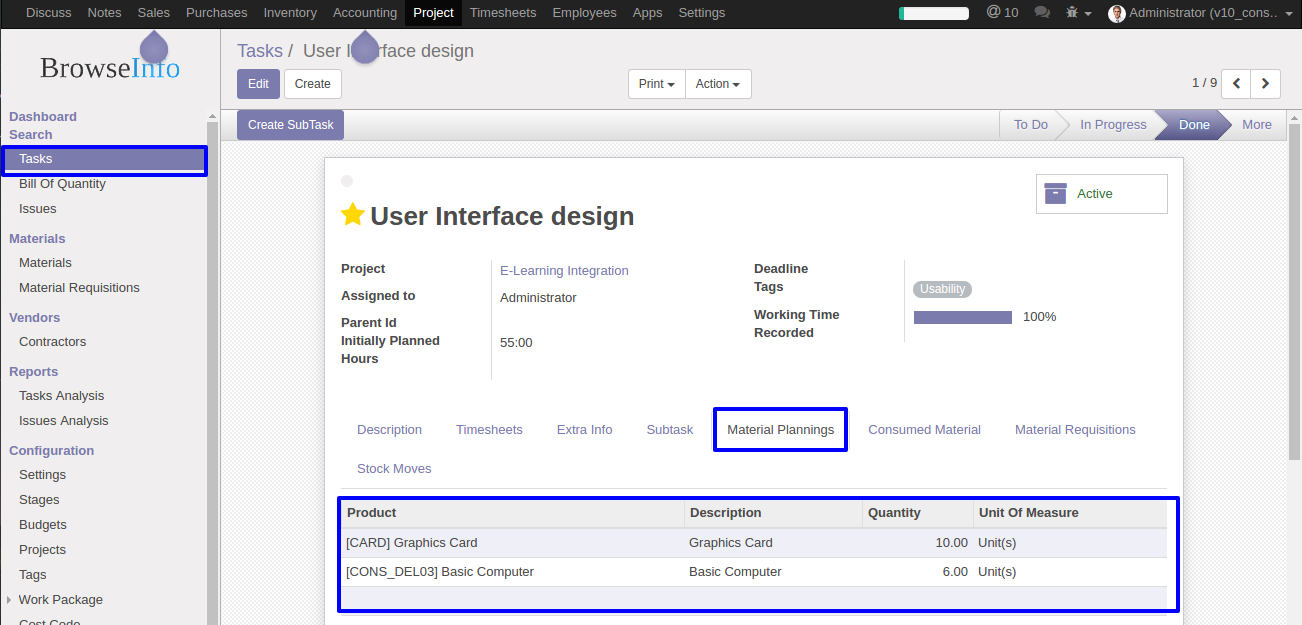 Discuss Notes Sales Purchases Inventory Accounting Project Timesheets Employees Apps Settings @ 10 Administrator (v10_cons..
BrowseInfo
Dashboard
Search
Tasks
Bill Of Quantity
Issues
Materials
Materials
Material Requisitions
Vendors
Contractors
Reports
Tasks Analysis
Issues Analysis
Configuration
Settings
Stages
Budgets
Projects
Tags
Work Package
Cost Code
Tasks / User Interface design
Edit Create Print Action 1 / 9
Create SubTask To Do In Progress Done More
Active
User Interface design
Project E-Learning Integration
Assigned to Administrator
Parent Id
Initially Planned Hours 55:00
Deadline
Tags Usability
Working Time Recorded 100%
Description Timesheets Extra Info Subtask Material Plannings Consumed Material Material Requisitions
Stock Moves
Product Description Quantity Unit Of Measure
[CARD] Graphics Card Graphics Card 10.00 Unit(s)
[CONS_DEL03] Basic Computer Basic Computer 6.00 Unit(s)